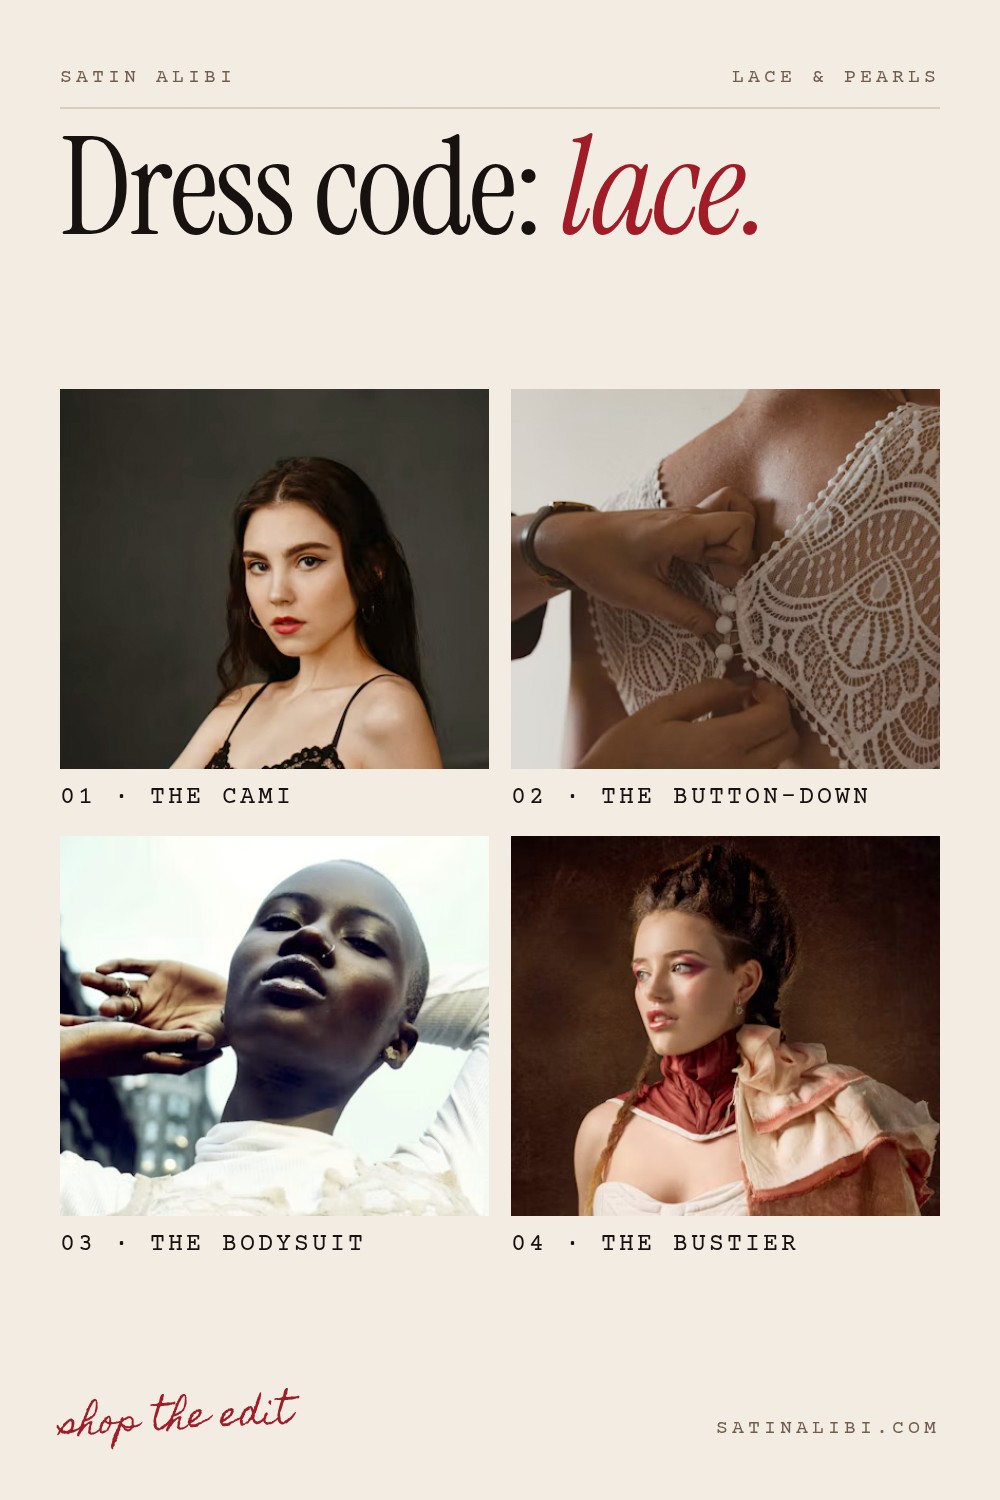 SATIN ALIBI
LACE & PEARLS
Dress code: lace.
01 · THE CAMI
02 · THE BUTTON-DOWN
03 · THE BODYSUIT
04 · THE BUSTIER
shop the edit
SATINALIBI.COM